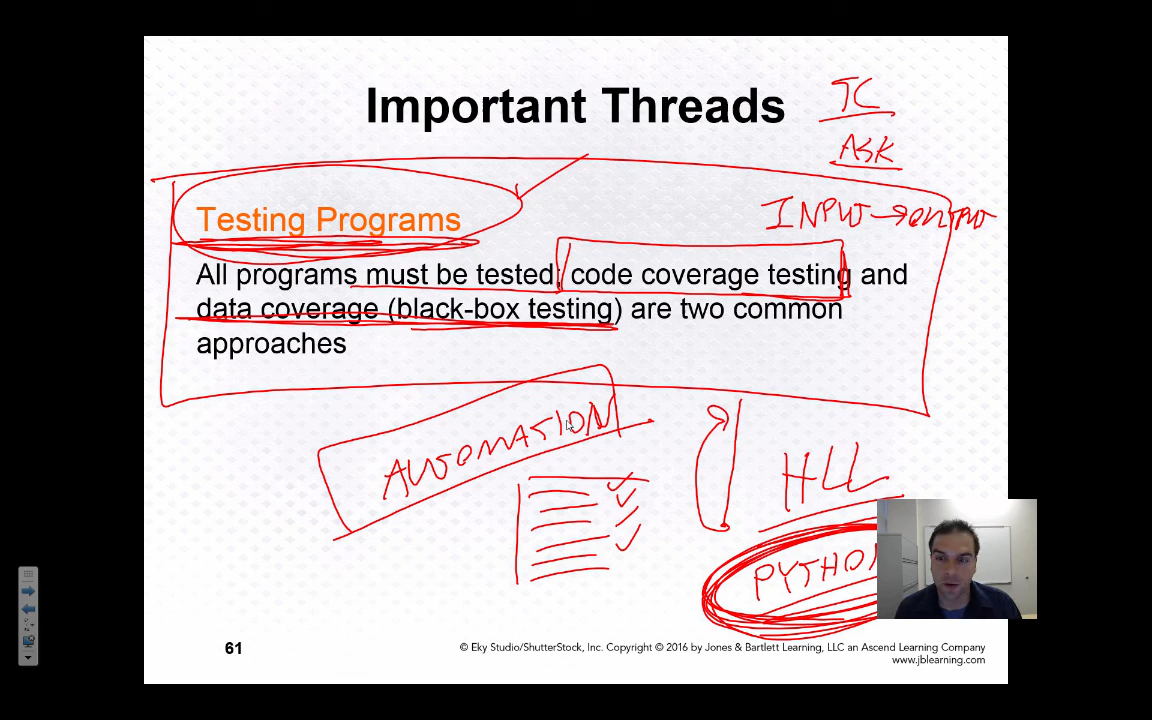 Important Threads
TC
ASK
Testing Programs
INPUT → OUTPUT
All programs must be tested; code coverage testing and
data coverage (black-box testing) are two common
approaches
AUTOMATION
HLL
PYTHON
61
© Eky Studio/ShutterStock, Inc. Copyright © 2016 by Jones & Bartlett Learning, LLC an Ascend Learning Company
www.jblearning.com